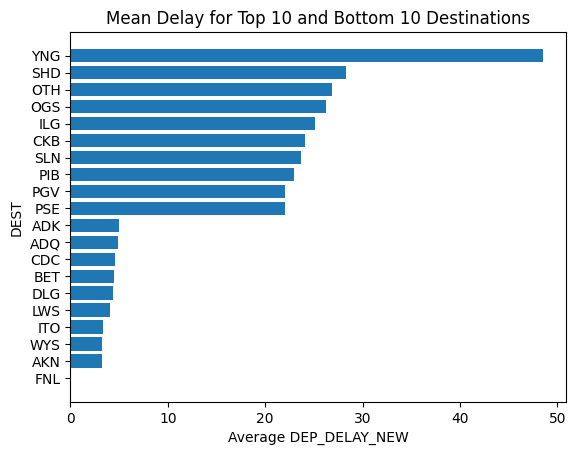 Mean Delay for Top 10 and Bottom 10 Destinations
DEST
YNG
SHD
OTH
OGS
ILG
CKB
SLN
PIB
PGV
PSE
ADK
ADQ
CDC
BET
DLG
LWS
ITO
WYS
AKN
FNL
0 10 20 30 40 50
Average DEP_DELAY_NEW